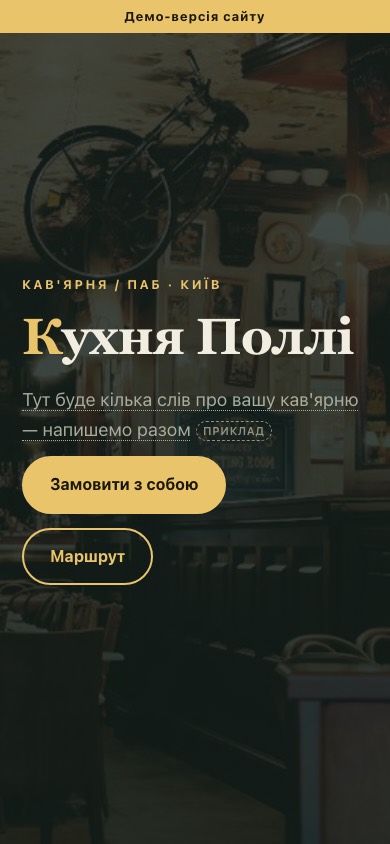 Демо-версія сайту
КАВ'ЯРНЯ / ПАБ · КИЇВ
Кухня Поллі
Тут буде кілька слів про вашу кав'ярню
— напишемо разом ПРИКЛАД
Замовити з собою
Маршрут